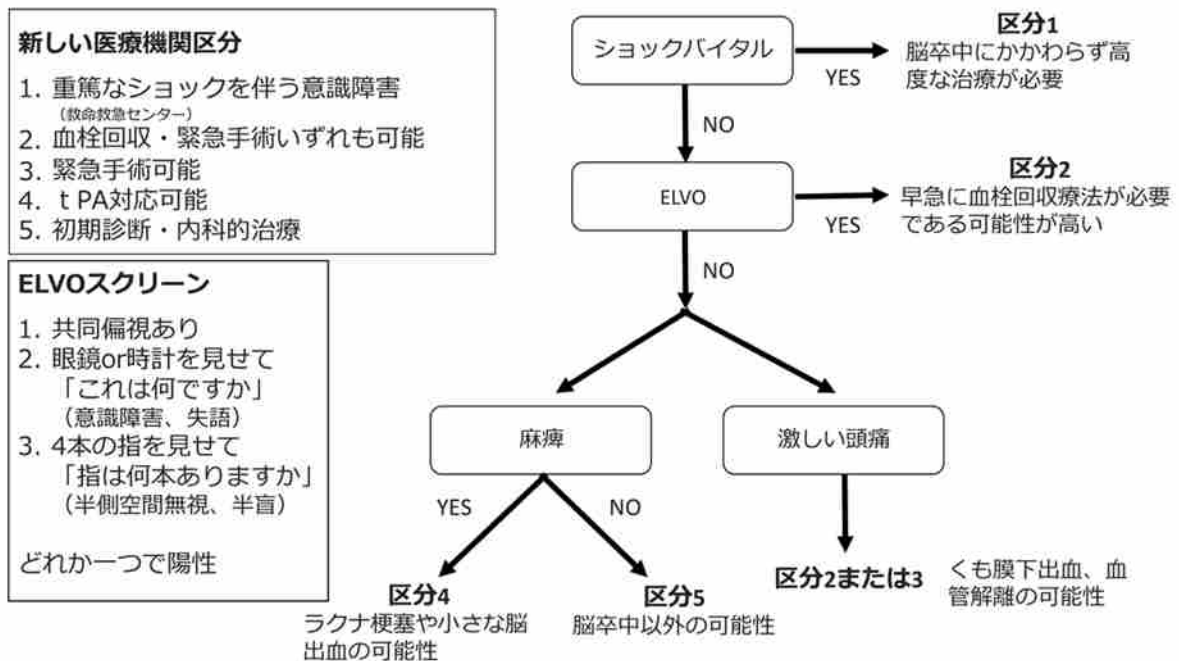 新しい医療機関区分
1. 重篤なショックを伴う意識障害
（救命救急センター）
2. 血栓回収・緊急手術いずれも可能
3. 緊急手術可能
4. ｔPA対応可能
5. 初期診断・内科的治療
ELVOスクリーン
1. 共同偏視あり
2. 眼鏡or時計を見せて
「これは何ですか」
（意識障害、失語）
3. 4本の指を見せて
「指は何本ありますか」
（半側空間無視、半盲）
どれか一つで陽性
ショックバイタル
YES
区分1
脳卒中にかかわらず高
度な治療が必要
NO
ELVO
YES
区分2
早急に血栓回収療法が必要
である可能性が高い
NO
麻痺
激しい頭痛
YES
NO
区分4
ラクナ梗塞や小さな脳
出血の可能性
区分5
脳卒中以外の可能性
区分2または3
くも膜下出血、血
管解離の可能性